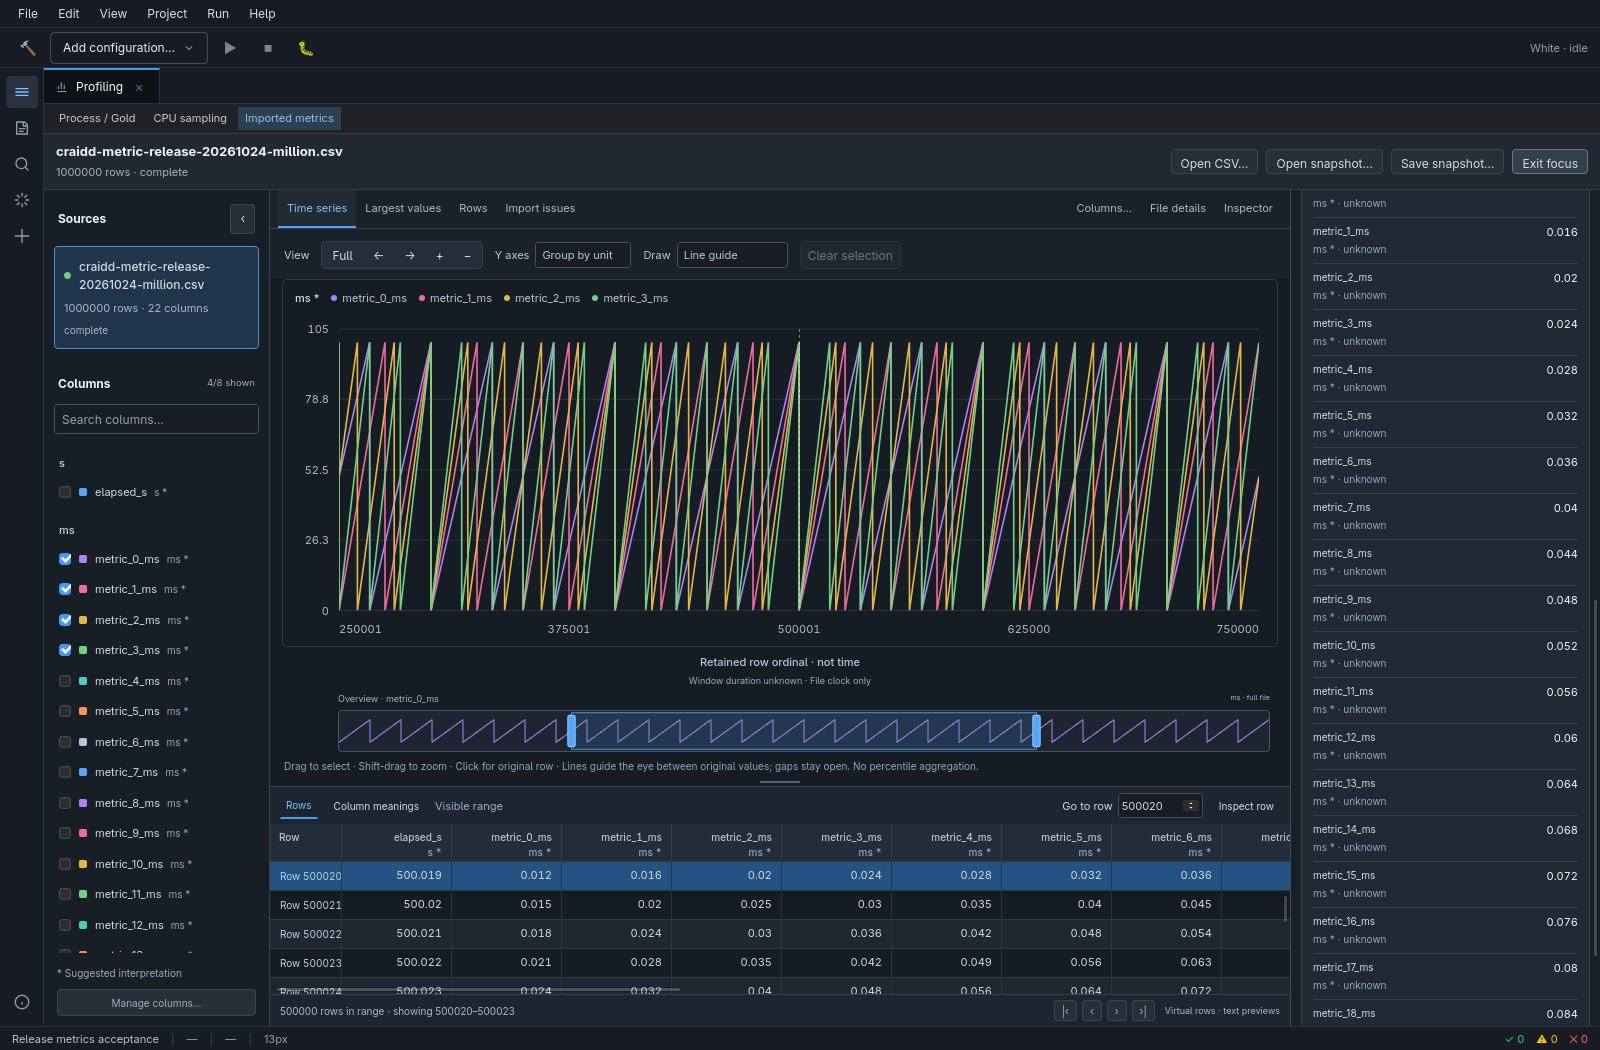 File Edit View Project Run Help
Add configuration...
White · idle
Profiling ×
Process / Gold CPU sampling Imported metrics
craidd-metric-release-20261024-million.csv
1000000 rows · complete
Open CSV... Open snapshot... Save snapshot... Exit focus
Sources
craidd-metric-release-
20261024-million.csv
1000000 rows · 22 columns
complete
Columns 4/8 shown
Search columns...
s
elapsed_s s *
ms
metric_0_ms ms *
metric_1_ms ms *
metric_2_ms ms *
metric_3_ms ms *
metric_4_ms ms *
metric_5_ms ms *
metric_6_ms ms *
metric_7_ms ms *
metric_8_ms ms *
metric_9_ms ms *
metric_10_ms ms *
metric_11_ms ms *
metric_12_ms ms *
* Suggested interpretation
Manage columns...
Time series Largest values Rows Import issues Columns... File details Inspector
View Full ← → + − Y axes Group by unit Draw Line guide Clear selection
ms * metric_0_ms metric_1_ms metric_2_ms metric_3_ms
105
78.8
52.5
26.3
0
250001 375001 500001 625000 750000
Retained row ordinal · not time
Window duration unknown · File clock only
Overview · metric_0_ms ms · full file
Drag to select · Shift-drag to zoom · Click for original row · Lines guide the eye between original values; gaps stay open. No percentile aggregation.
Rows Column meanings Visible range Go to row 500020 Inspect row
Row elapsed_s metric_0_ms metric_1_ms metric_2_ms metric_3_ms metric_4_ms metric_5_ms metric_6_ms metric
s * ms * ms * ms * ms * ms * ms * ms *
Row 500020 500.019 0.012 0.016 0.02 0.024 0.028 0.032 0.036
Row 500021 500.02 0.015 0.02 0.025 0.03 0.035 0.04 0.045
Row 500022 500.021 0.018 0.024 0.03 0.036 0.042 0.048 0.054
Row 500023 500.022 0.021 0.028 0.035 0.042 0.049 0.056 0.063
Row 500024 500.023 0.024 0.032 0.04 0.048 0.056 0.064 0.072
500000 rows in range · showing 500020–500023 Virtual rows · text previews
ms * · unknown
metric_1_ms 0.016
ms * · unknown
metric_2_ms 0.02
ms * · unknown
metric_3_ms 0.024
ms * · unknown
metric_4_ms 0.028
ms * · unknown
metric_5_ms 0.032
ms * · unknown
metric_6_ms 0.036
ms * · unknown
metric_7_ms 0.04
ms * · unknown
metric_8_ms 0.044
ms * · unknown
metric_9_ms 0.048
ms * · unknown
metric_10_ms 0.052
ms * · unknown
metric_11_ms 0.056
ms * · unknown
metric_12_ms 0.06
ms * · unknown
metric_13_ms 0.064
ms * · unknown
metric_14_ms 0.068
ms * · unknown
metric_15_ms 0.072
ms * · unknown
metric_16_ms 0.076
ms * · unknown
metric_17_ms 0.08
ms * · unknown
metric_18_ms 0.084
Release metrics acceptance — — 13px
0 0 0